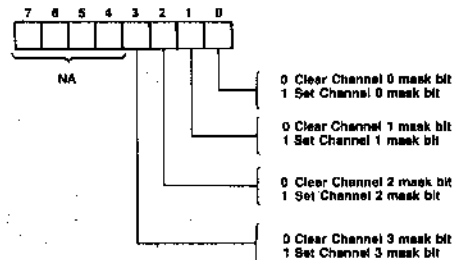 7 6 5 4 3 2 1 0
NA
0 Clear Channel 0 mask bit
1 Set Channel 0 mask bit
0 Clear Channel 1 mask bit
1 Set Channel 1 mask bit
0 Clear Channel 2 mask bit
1 Set Channel 2 mask bit
0 Clear Channel 3 mask bit
1 Set Channel 3 mask bit